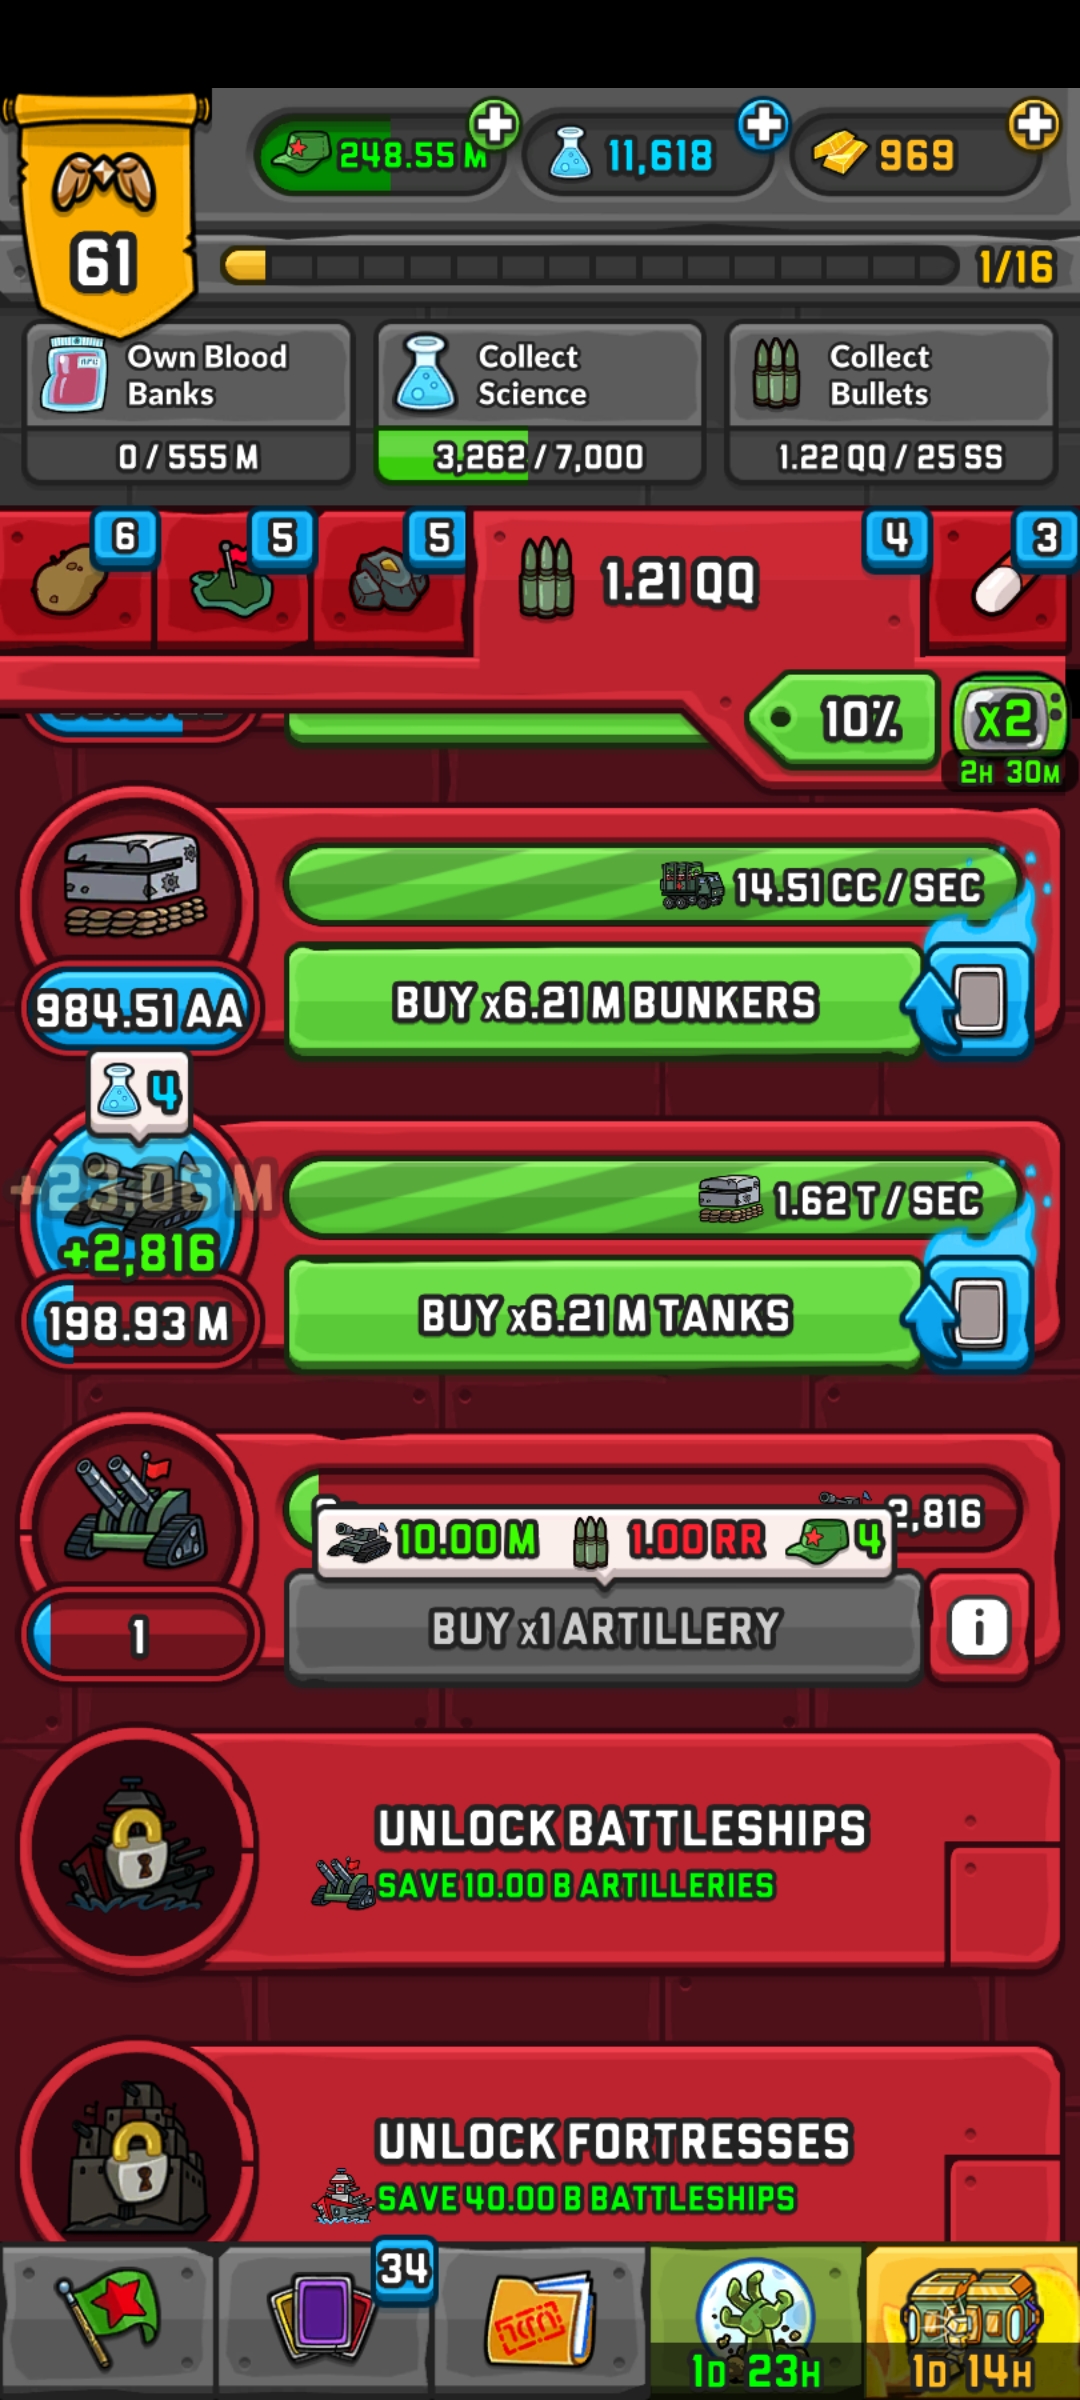 248.55 M
11,618
969
61
1/16
Own Blood
Banks
0 / 555 M
Collect
Science
3,262 / 7,000
Collect
Bullets
1.22 QQ / 25 SS
6
5
5
1.21 QQ
4
3
10%
x2
2H 30M
14.51 CC / SEC
984.51 AA
BUY x6.21 M BUNKERS
4
+23.06 M
+2,816
1.62 T / SEC
198.93 M
BUY x6.21 M TANKS
2,816
10.00 M 1.00 RR 4
1
BUY x1 ARTILLERY
i
UNLOCK BATTLESHIPS
SAVE 10.00 B ARTILLERIES
UNLOCK FORTRESSES
SAVE 40.00 B BATTLESHIPS
34
1D 23H
1D 14H